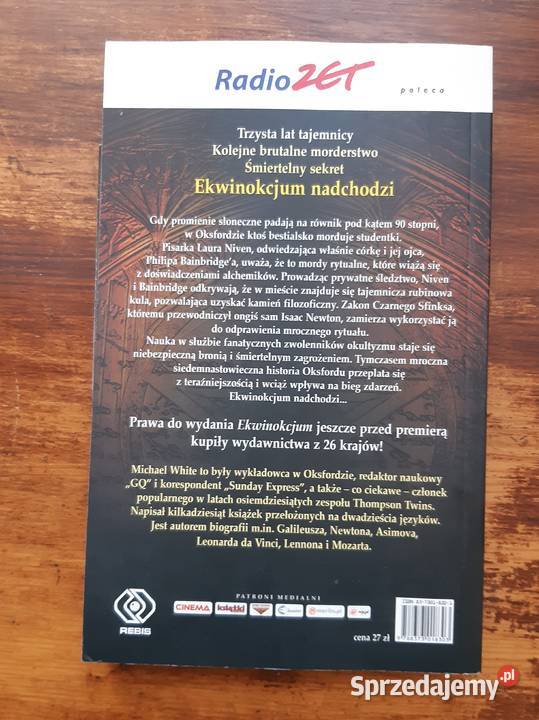 Radio ZET
poleca
Trzysta lat tajemnicy
Kolejne brutalne morderstwo
Śmiertelny sekret
Ekwinokcjum nadchodzi
Gdy promienie słoneczne padają na równik pod kątem 90 stopni,
w Oksfordzie ktoś bestialsko morduje studentki.
Pisarka Laura Niven, odwiedzająca właśnie córkę i jej ojca,
Philipa Bainbridge'a, uważa, że to mordy rytualne, które wiążą się
z doświadczeniami alchemików. Prowadząc prywatne śledztwo, Niven
i Bainbridge odkrywają, że w mieście znajduje się tajemnicza rubinowa
kula, pozwalająca uzyskać kamień filozoficzny. Zakon Czarnego Sfinksa,
któremu przewodniczył ongiś sam Isaac Newton, zamierza wykorzystać ją
do odprawienia mrocznego rytuału.
Nauka w służbie fanatycznych zwolenników okultyzmu staje się
niebezpieczną bronią i śmiertelnym zagrożeniem. Tymczasem mroczna
siedemnastowieczna historia Oksfordu przeplata się
z teraźniejszością i wciąż wpływa na bieg zdarzeń.
Ekwinokcjum nadchodzi...
Prawa do wydania Ekwinokcjum jeszcze przed premierą
kupiły wydawnictwa z 26 krajów!
Michael White to były wykładowca w Oksfordzie, redaktor naukowy
„GQ” i korespondent „Sunday Express”, a także – co ciekawe – członek
popularnego w latach osiemdziesiątych zespołu Thompson Twins.
Napisał kilkadziesiąt książek przełożonych na dwadzieścia języków.
Jest autorem biografii m.in. Galileusza, Newtona, Asimova,
Leonarda da Vinci, Lennona i Mozarta.
PATRONI MEDIALNI
REBIS
CINEMA
książki
cena 27 zł
Sprzedajemy.pl